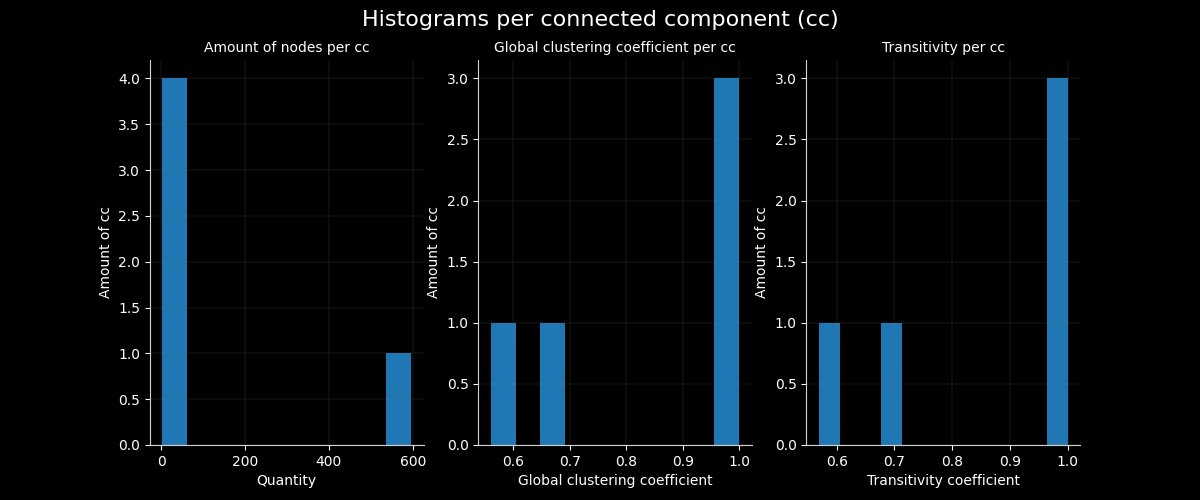 Histograms per connected component (cc)
Amount of nodes per cc
Global clustering coefficient per cc
Transitivity per cc
Amount of cc
4.0
3.5
3.0
2.5
2.0
1.5
1.0
0.5
0.0
0 200 400 600
Quantity
Amount of cc
3.0
2.5
2.0
1.5
1.0
0.5
0.0
0.6 0.7 0.8 0.9 1.0
Global clustering coefficient
Amount of cc
3.0
2.5
2.0
1.5
1.0
0.5
0.0
0.6 0.7 0.8 0.9 1.0
Transitivity coefficient